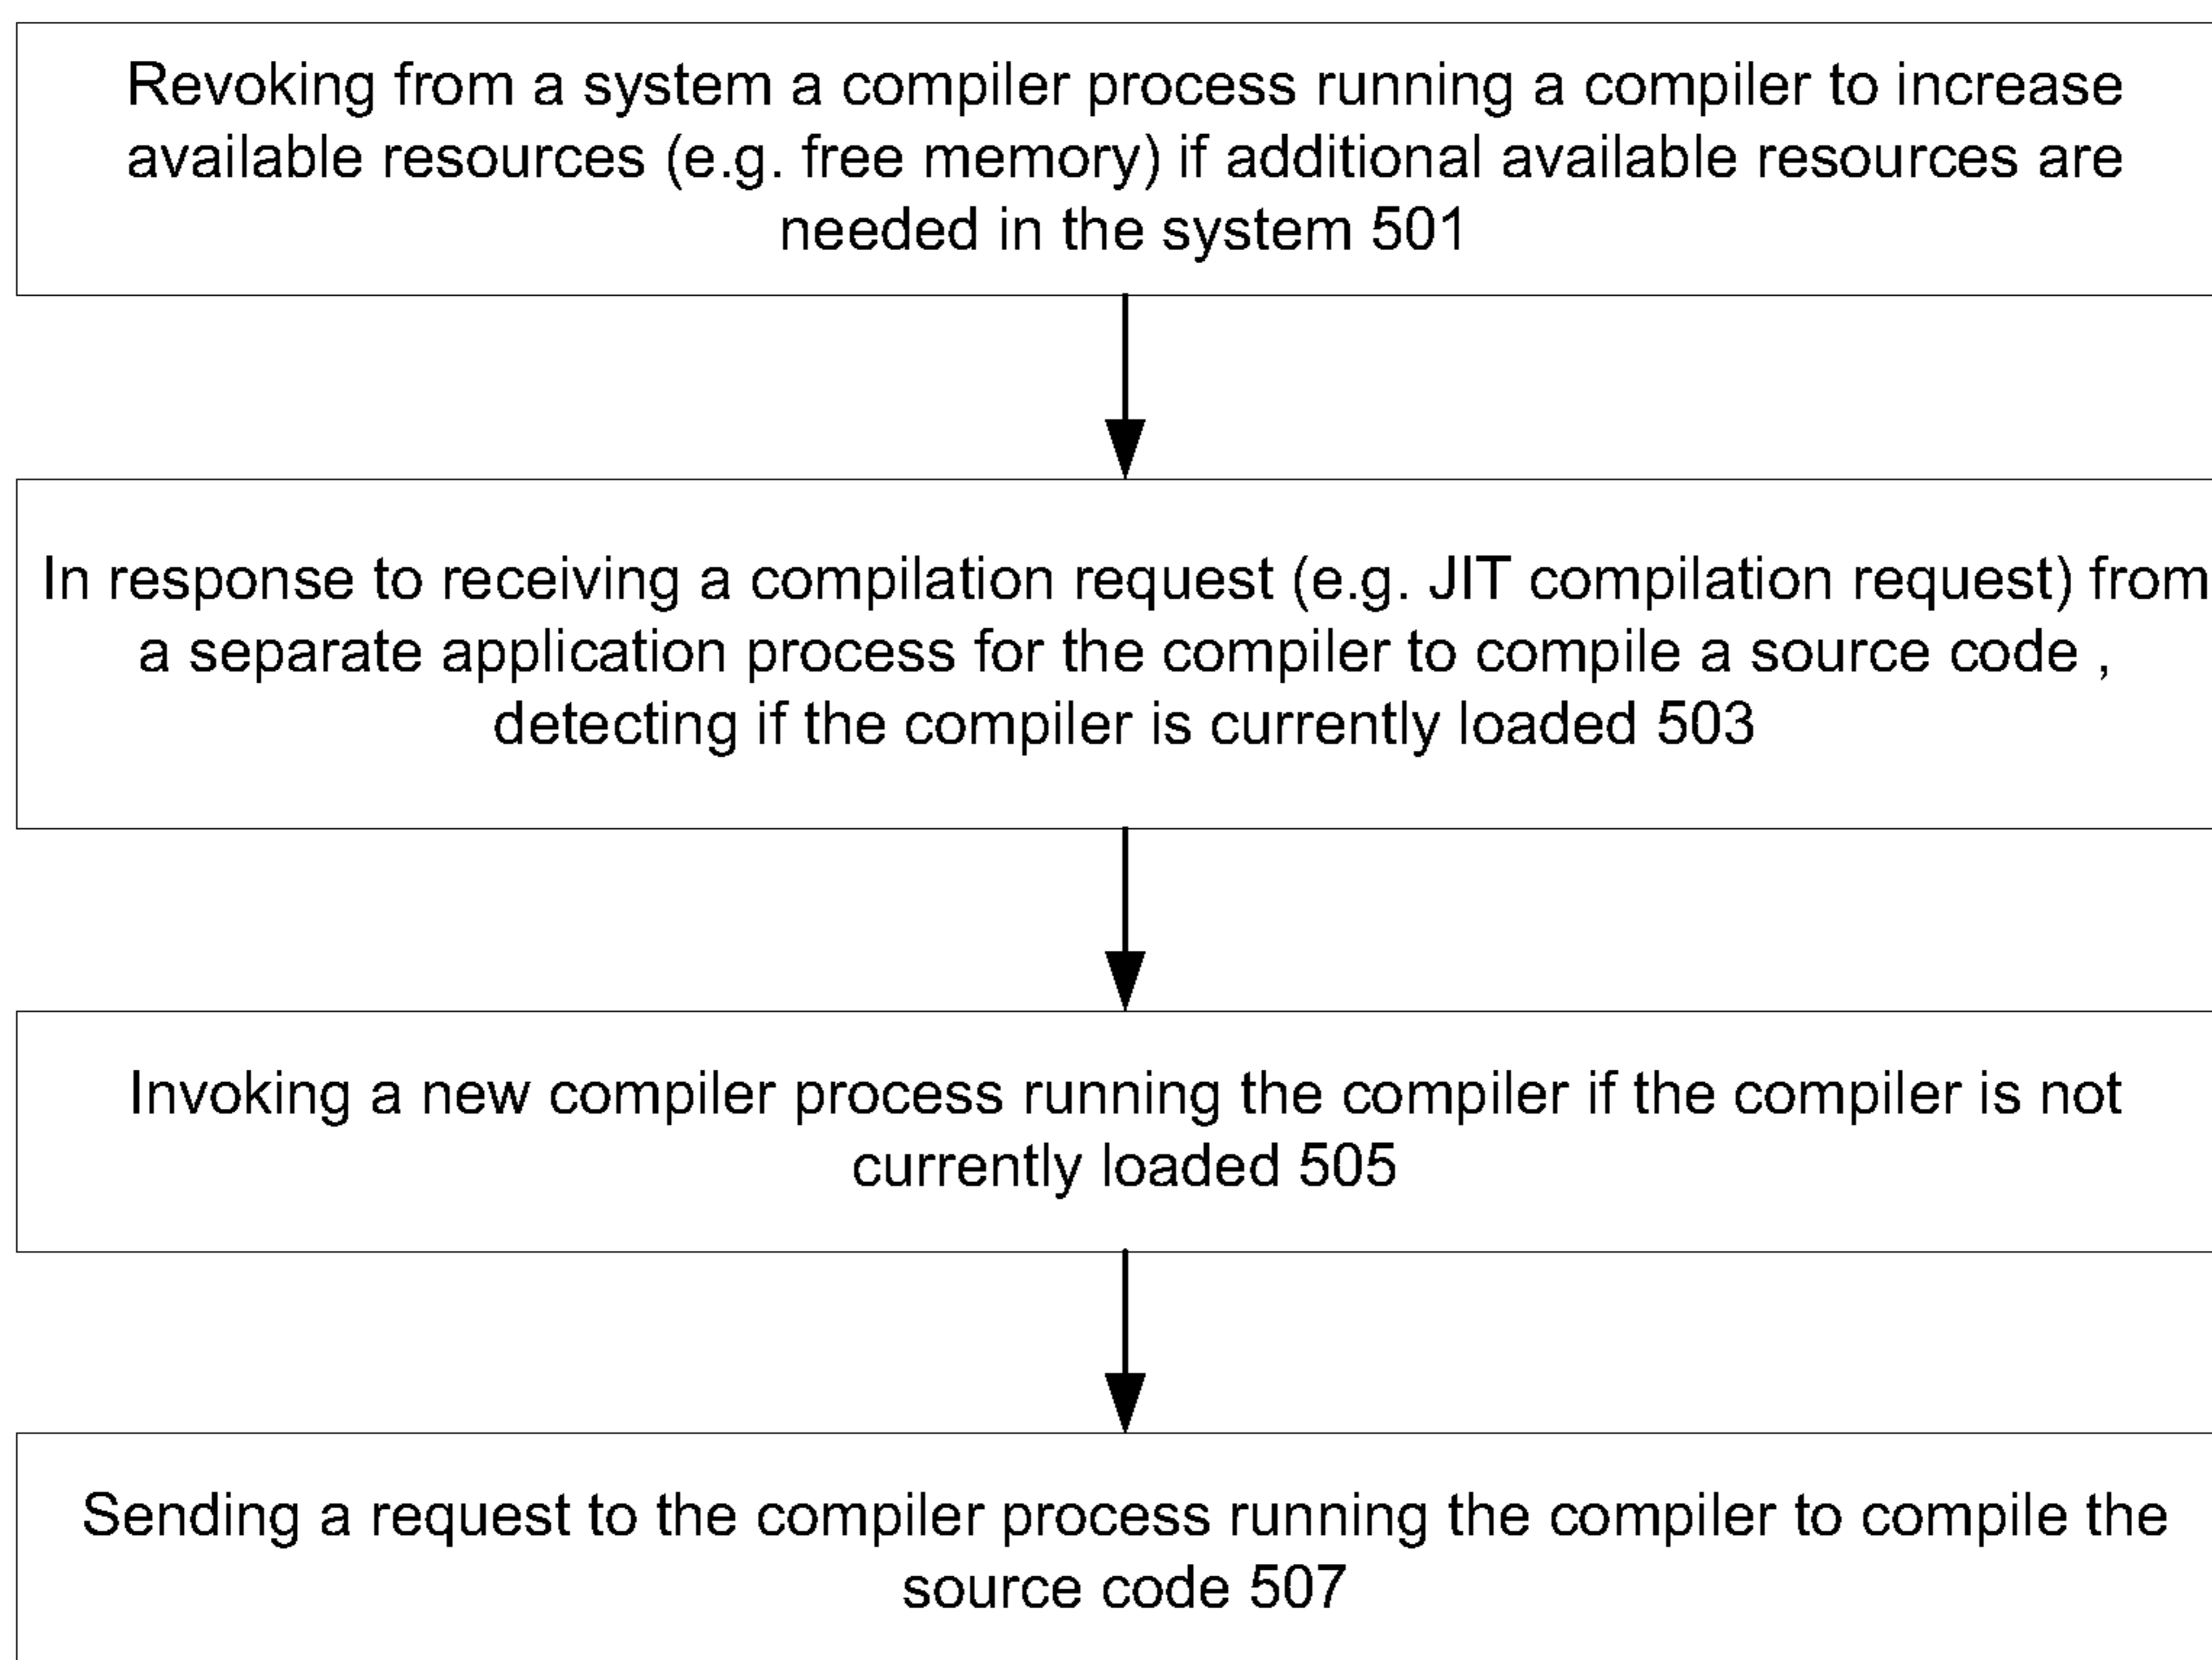 Revoking from a system a compiler process running a compiler to increase
available resources (e.g. free memory) if additional available resources are
needed in the system 501
In response to receiving a compilation request (e.g. JIT compilation request) from
a separate application process for the compiler to compile a source code ,
detecting if the compiler is currently loaded 503
Invoking a new compiler process running the compiler if the compiler is not
currently loaded 505
Sending a request to the compiler process running the compiler to compile the
source code 507